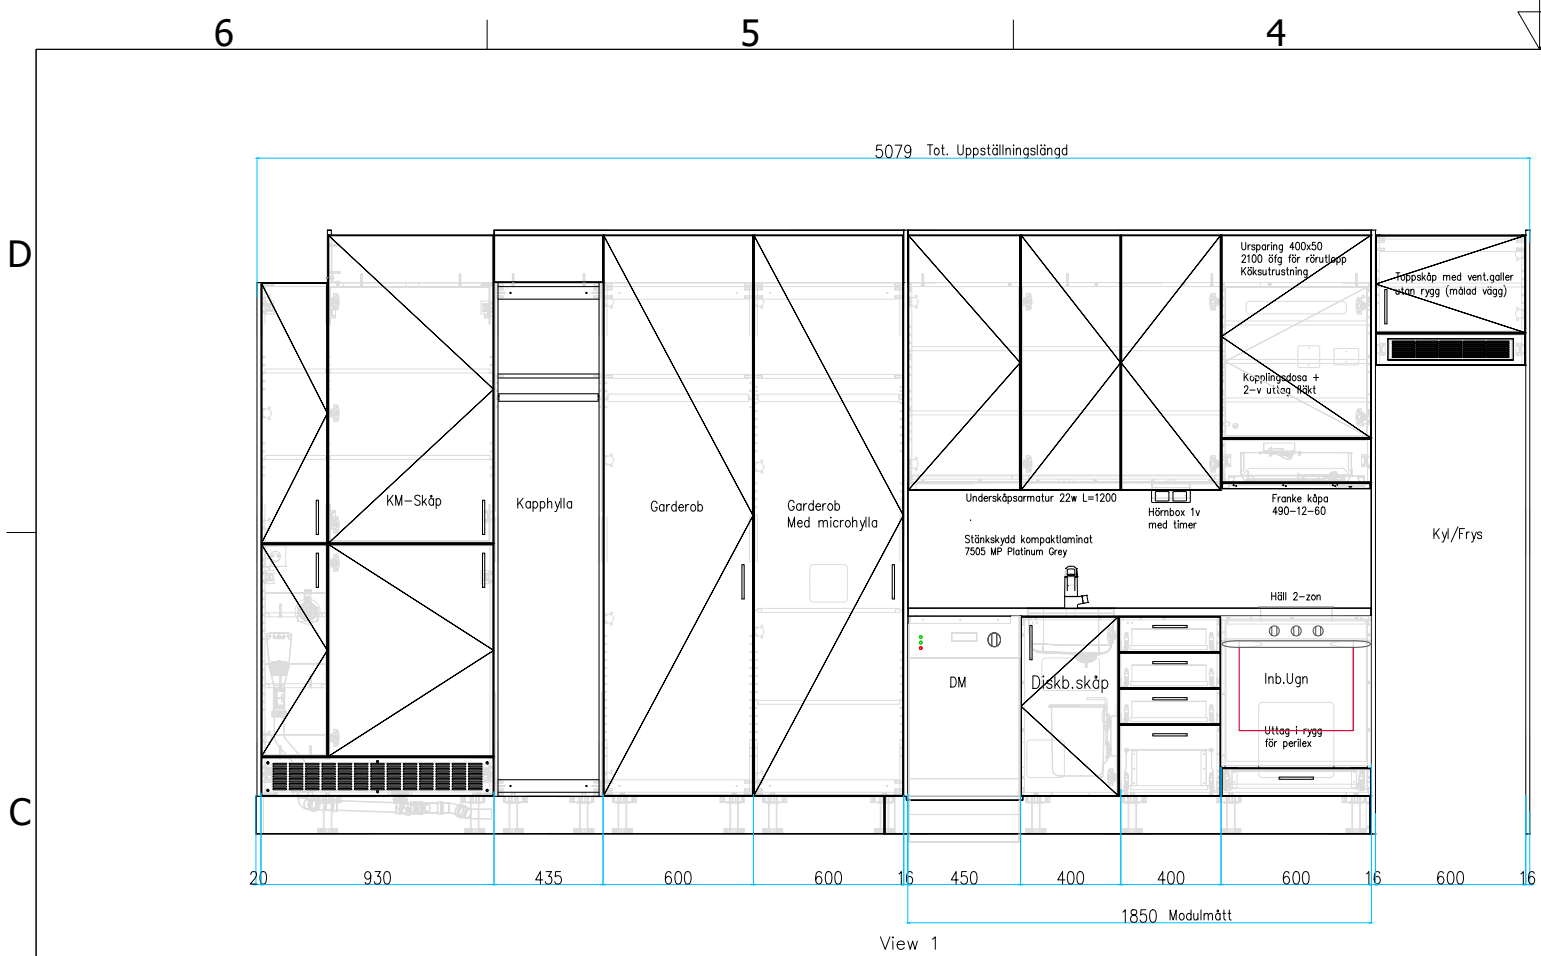 6 5 4
5079 Tot. Uppställningslängd
D
Ursparing 400x50
2100 öfg för rörutlopp
Köksutrustning
Toppskåp med vent.galler
utan rygg (målad vägg)
Kopplingsdosa +
2-v uttag fläkt
KM-Skåp
Kapphylla
Garderob
Garderob
Med microhylla
Underskåpsarmatur 22w L=1200
Hörnbox 1v
med timer
Franke kåpa
490-12-60
Stänkskydd kompaktlaminat
7505 MP Platinum Grey
Kyl/Frys
Häll 2-zon
DM
Diskb.skåp
Inb.Ugn
Uttag i rygg
för perilex
C
20 930 435 600 600 16 450 400 400 600 16 600 16
1850 Modulmått
View 1